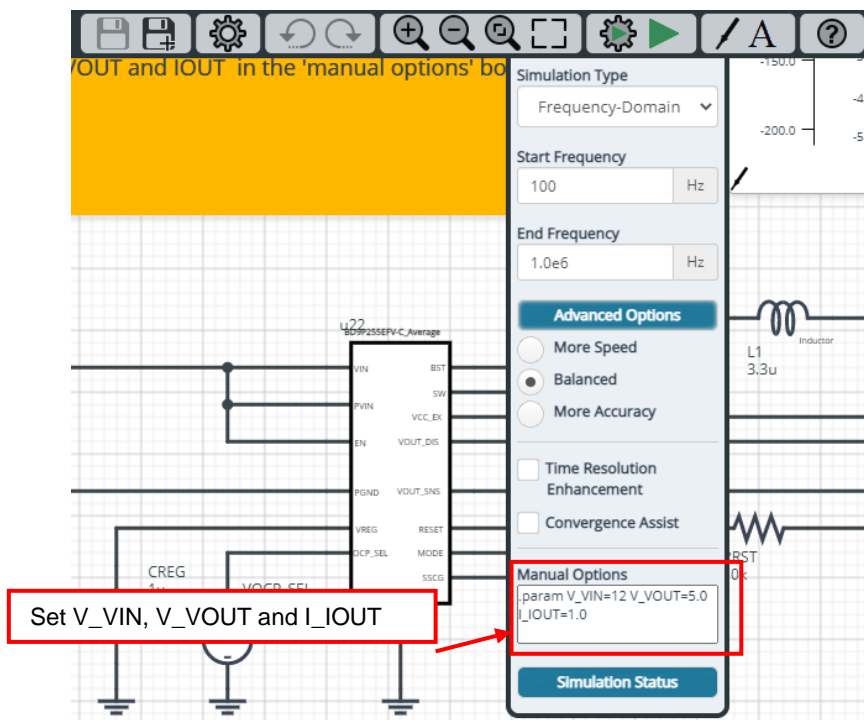 A
?
/OUT and IOUT in the 'manual options' bo
Simulation Type
Frequency-Domain
Start Frequency
100 Hz
End Frequency
1.0e6 Hz
Advanced Options
More Speed
Balanced
More Accuracy
Time Resolution
Enhancement
Convergence Assist
Manual Options
.param V_VIN=12 V_VOUT=5.0
I_IOUT=1.0
Simulation Status
-150.0
-200.0
-4
-5
u22
BD9P255EFV-C_Average
VIN BST
SW
PVIN
VCC_EX
EN VOUT_DIS
PGND VOUT_SNS
VREG RESET
OCP_SEL MODE
SSCG
L1
3.3u
Inductor
CREG
Set V_VIN, V_VOUT and I_IOUT